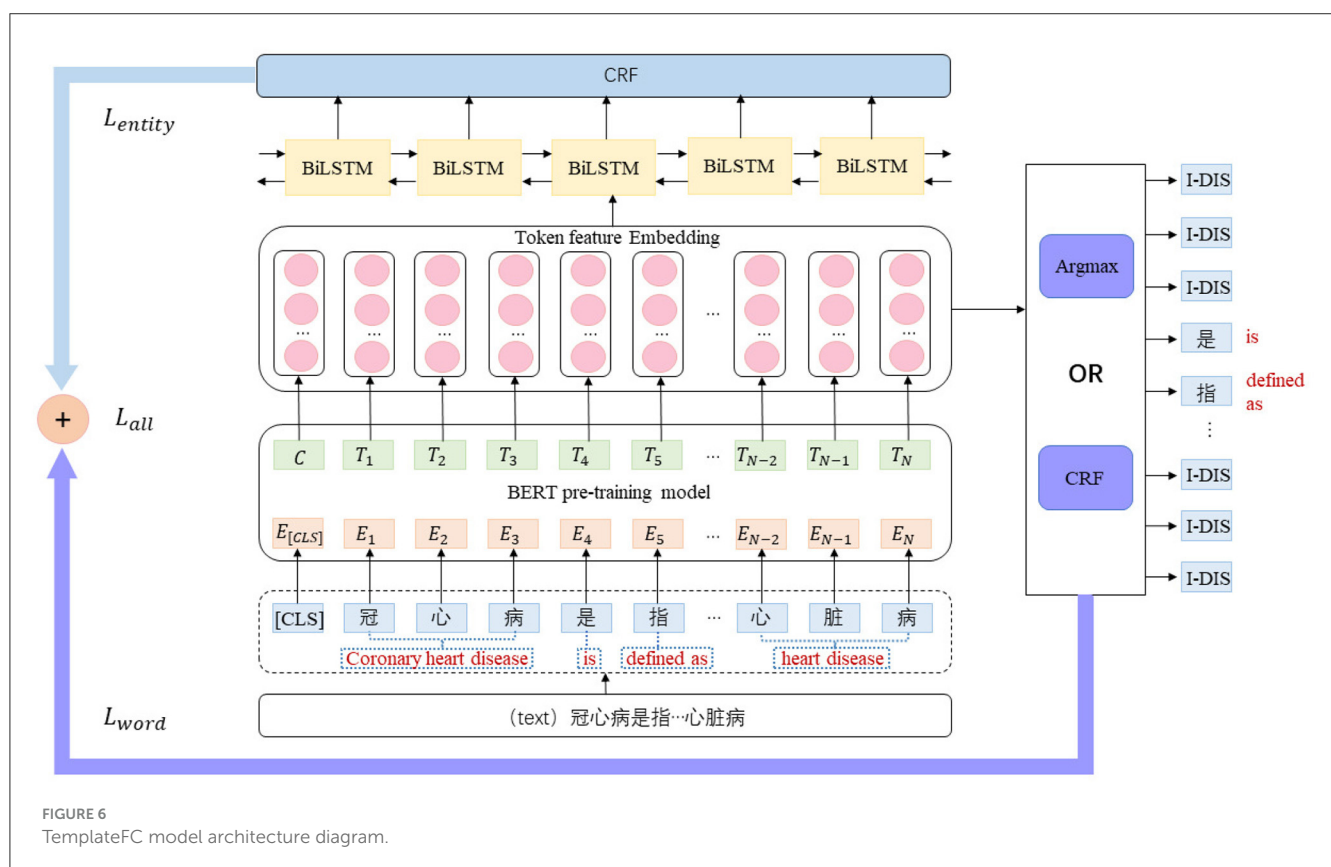 CRF
L_entity
BiLSTM BiLSTM BiLSTM BiLSTM BiLSTM
Token feature Embedding
... ... ... ... ... ... ... ... ... ...
L_all
+
C T_1 T_2 T_3 T_4 T_5 ... T_{N-2} T_{N-1} T_N
BERT pre-training model
E_{[CLS]} E_1 E_2 E_3 E_4 E_5 ... E_{N-2} E_{N-1} E_N
[CLS] 冠 心 病 是 指 ... 心 脏 病
Coronary heart disease is defined as heart disease
L_word
(text) 冠心病是指…心脏病
Argmax
OR
CRF
I-DIS
I-DIS
I-DIS
是 is
指 defined as
⋮
I-DIS
I-DIS
I-DIS
FIGURE 6
TemplateFC model architecture diagram.